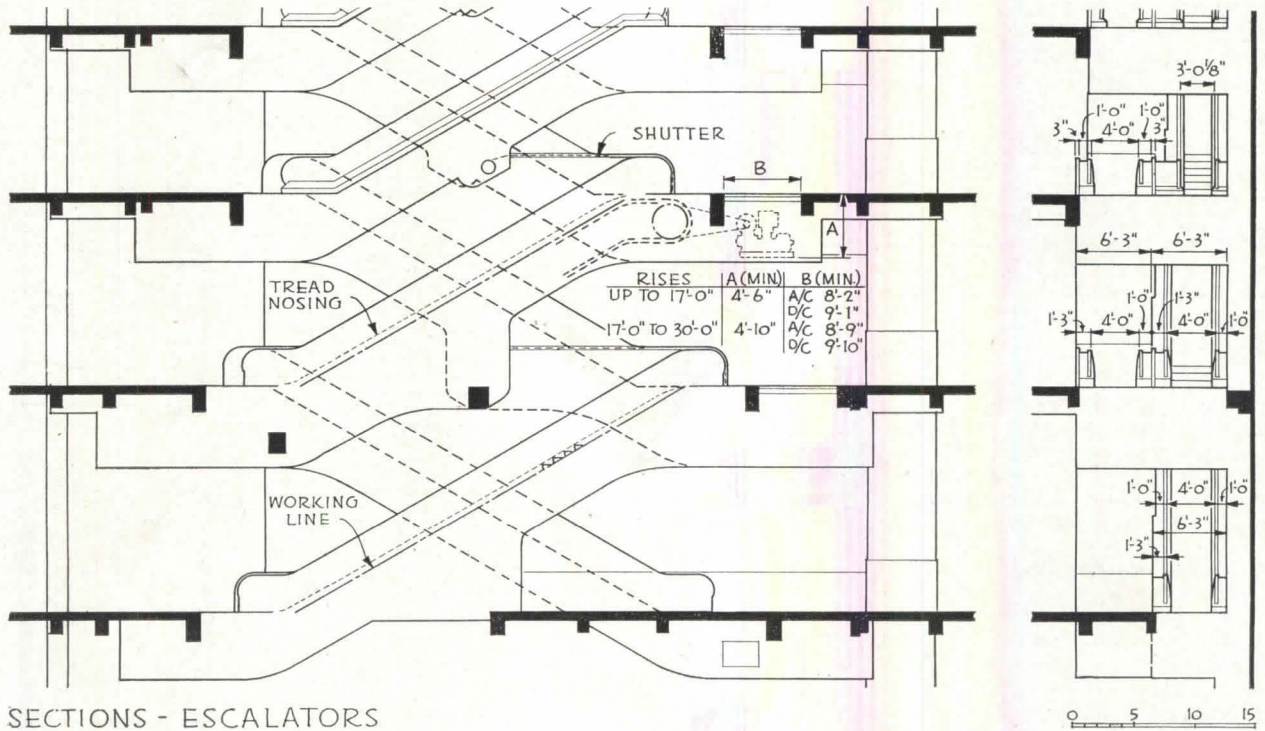 3'-0⅛"
1'-0" 1'-0"
3" 4'-0" 3"
SHUTTER
B
A
6'-3" 6'-3"
RISES A(MIN) B(MIN.)
UP TO 17'-0" 4'-6" A/C 8'-2"
D/C 9'-1"
17'-0" TO 30'-0" 4'-10" A/C 8'-9"
D/C 9'-10"
TREAD
NOSING
1'-0" 1'-3"
1'-3" 4'-0" 4'-0" 1'-0"
WORKING
LINE
1'-0" 4'-0" 1'-0"
6'-3"
1'-3"
SECTIONS - ESCALATORS
0 5 10 15